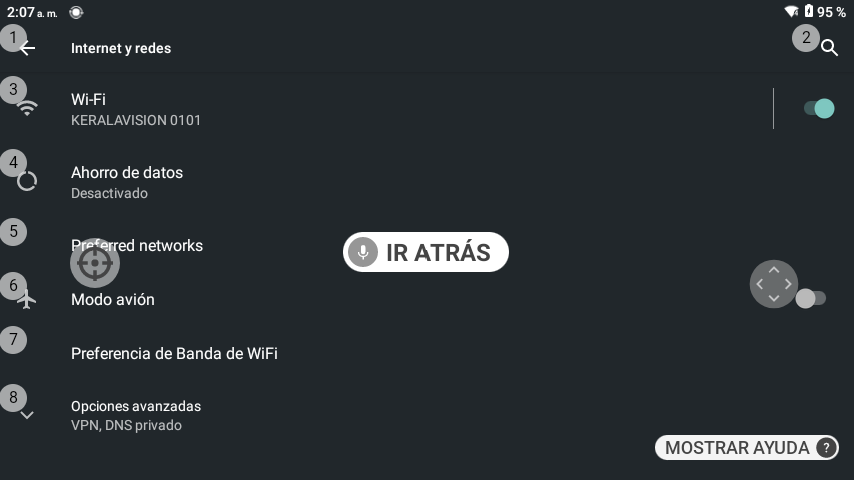 2:07 a. m.
95 %
1
Internet y redes
2
3
Wi-Fi
KERALAVISION 0101
4
Ahorro de datos
Desactivado
5
Preferred networks
IR ATRÁS
6
Modo avión
7
Preferencia de Banda de WiFi
8
Opciones avanzadas
VPN, DNS privado
MOSTRAR AYUDA ?